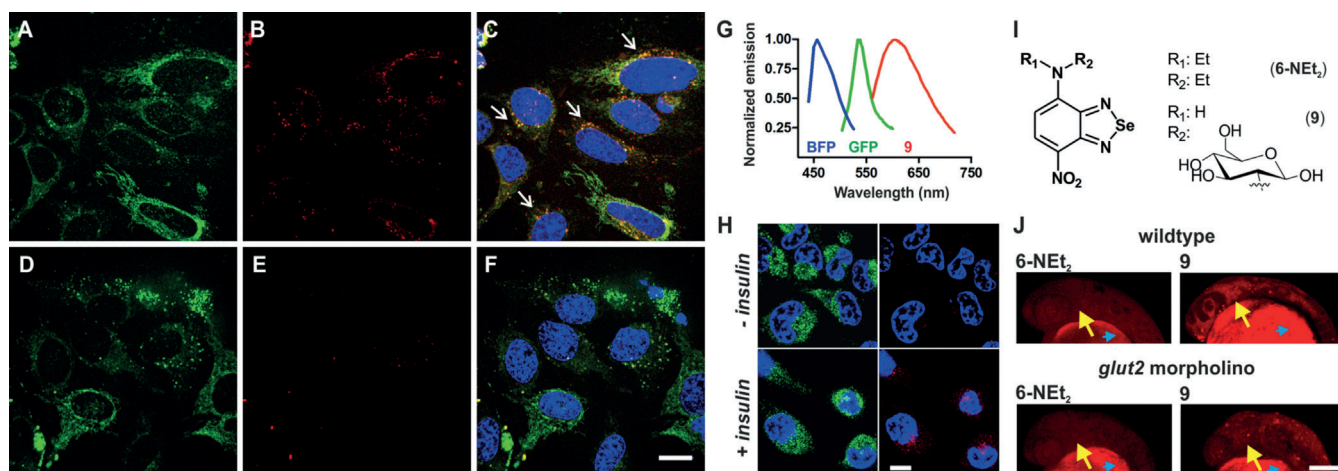 A
B
C
D
E
F
G
Normalized emission
1.00
0.75
0.50
0.25
BFP
GFP
9
450
550
650
750
Wavelength (nm)
H
- insulin
+ insulin
I
R₁
N
R₂
N
Se
N
NO₂
R₁: Et
R₂: Et
(6-NEt₂)
R₁: H
R₂:
(9)
OH
HO
HO
O
OH
J
wildtype
6-NEt₂
9
glut2 morpholino
6-NEt₂
9